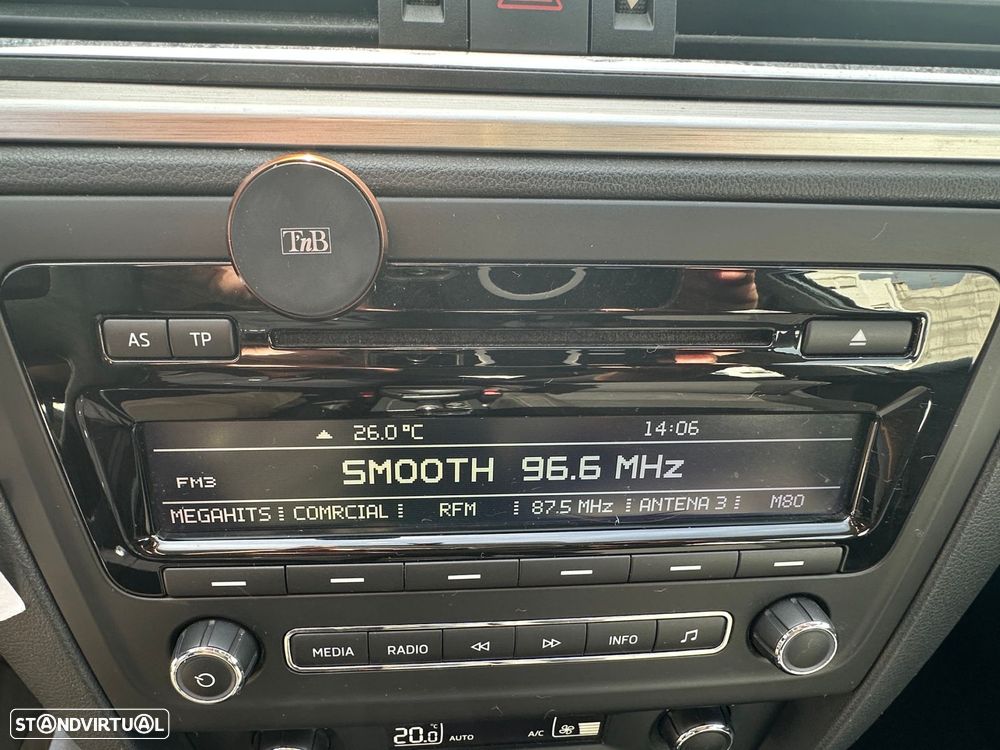 T'nB
AS TP
26.0 °C 14:06
FM3 SMOOTH 96.6 MHz
MEGAHITS COMRCIAL RFM 87.5 MHz ANTENA 3 M80
MEDIA RADIO INFO
20.0 °C AUTO A/C
STANDVIRTUAL